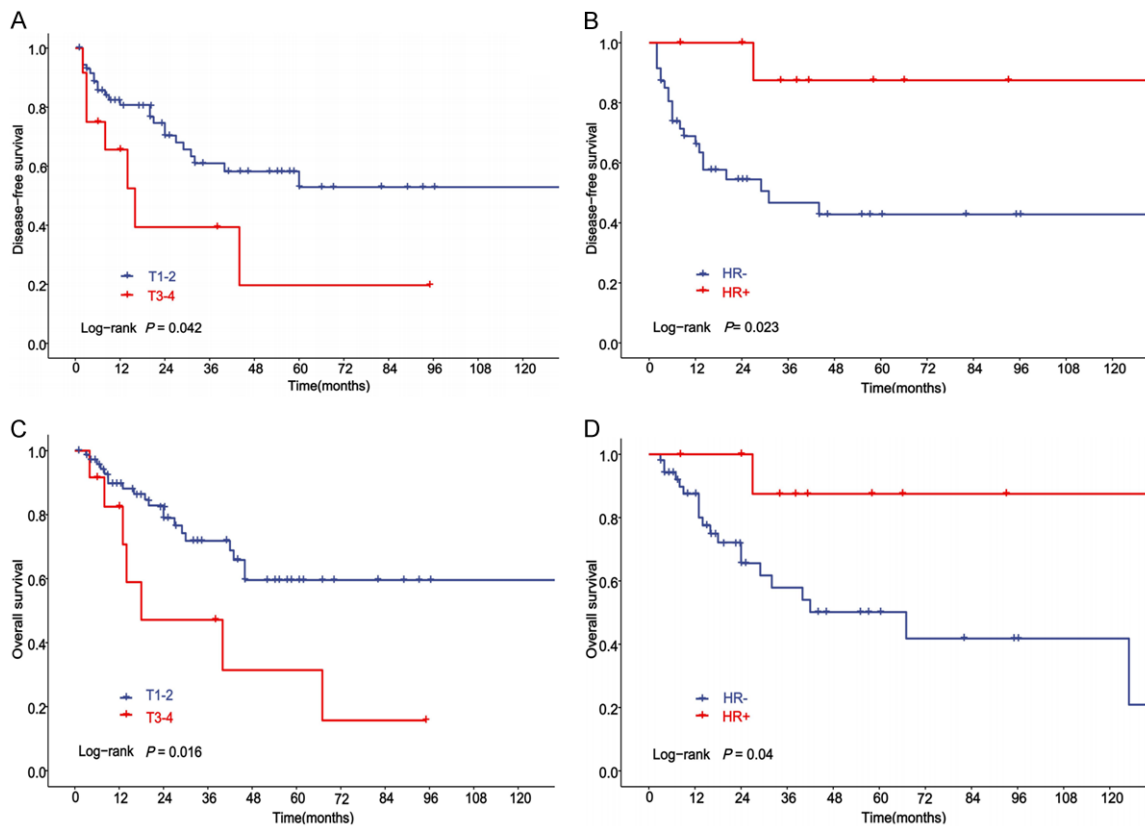 A
Disease-free survival
1.0
0.8
0.6
0.4
0.2
0.0
T1-2
T3-4
Log-rank P = 0.042
0 12 24 36 48 60 72 84 96 108 120
Time(months)
B
Disease-free survival
1.0
0.8
0.6
0.4
0.2
0.0
HR-
HR+
Log-rank P= 0.023
0 12 24 36 48 60 72 84 96 108 120
Time(months)
C
Overall survival
1.0
0.8
0.6
0.4
0.2
0.0
T1-2
T3-4
Log-rank P = 0.016
0 12 24 36 48 60 72 84 96 108 120
Time(months)
D
Overall survival
1.0
0.8
0.6
0.4
0.2
0.0
HR-
HR+
Log-rank P = 0.04
0 12 24 36 48 60 72 84 96 108 120
Time(months)